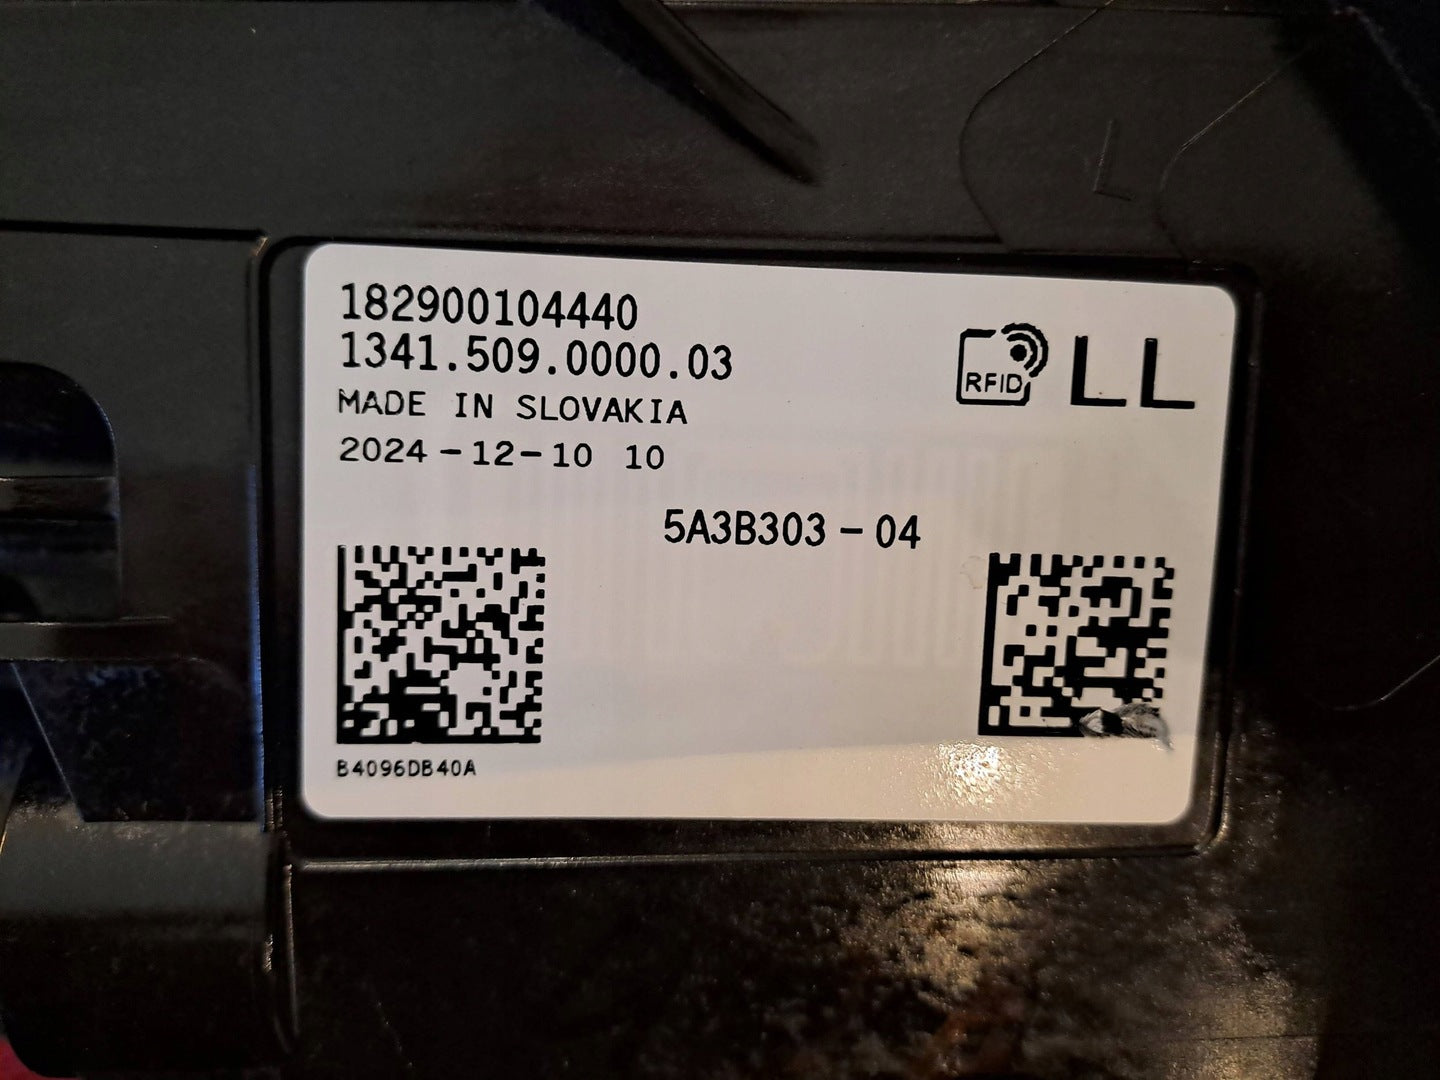 182900104440
1341.509.0000.03
MADE IN SLOVAKIA
2024-12-10 10
RFID
LL
5A3B303-04
B4096DB40A
L